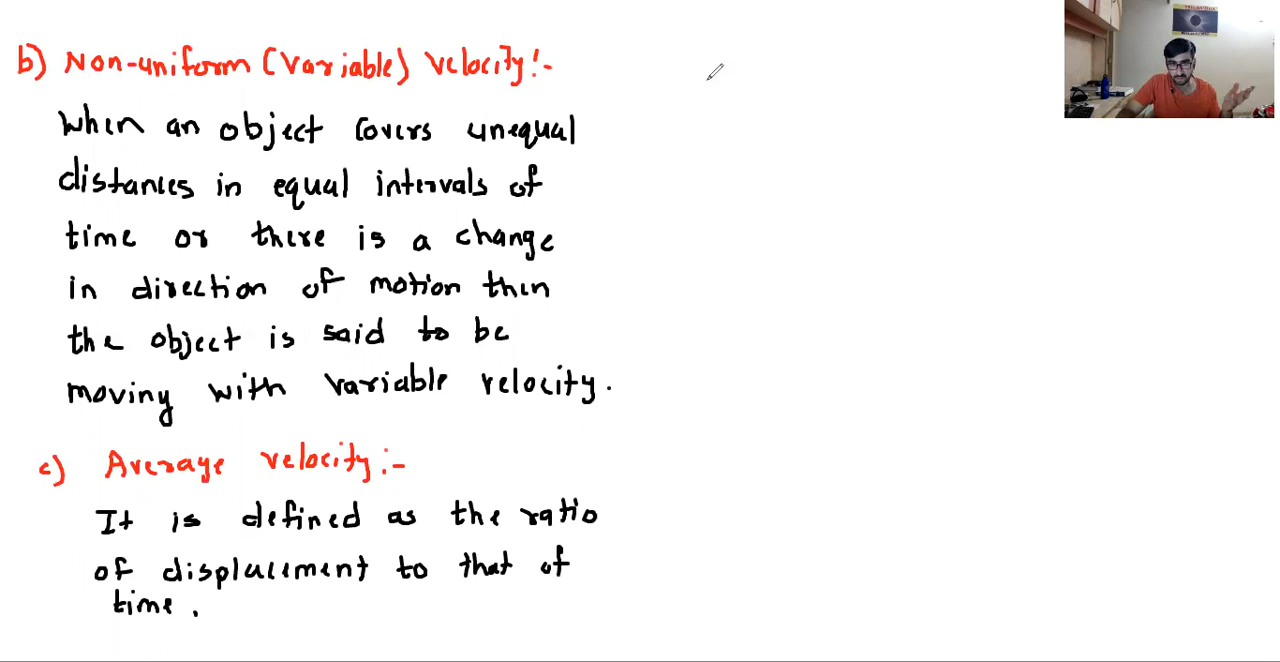 b) Non-uniform (Variable) velocity:-
When an object covers unequal
distances in equal intervals of
time or there is a change
in direction of motion then
the object is said to be
moving with variable velocity.
c) Average velocity:-
It is defined as the ratio
of displacement to that of
time.